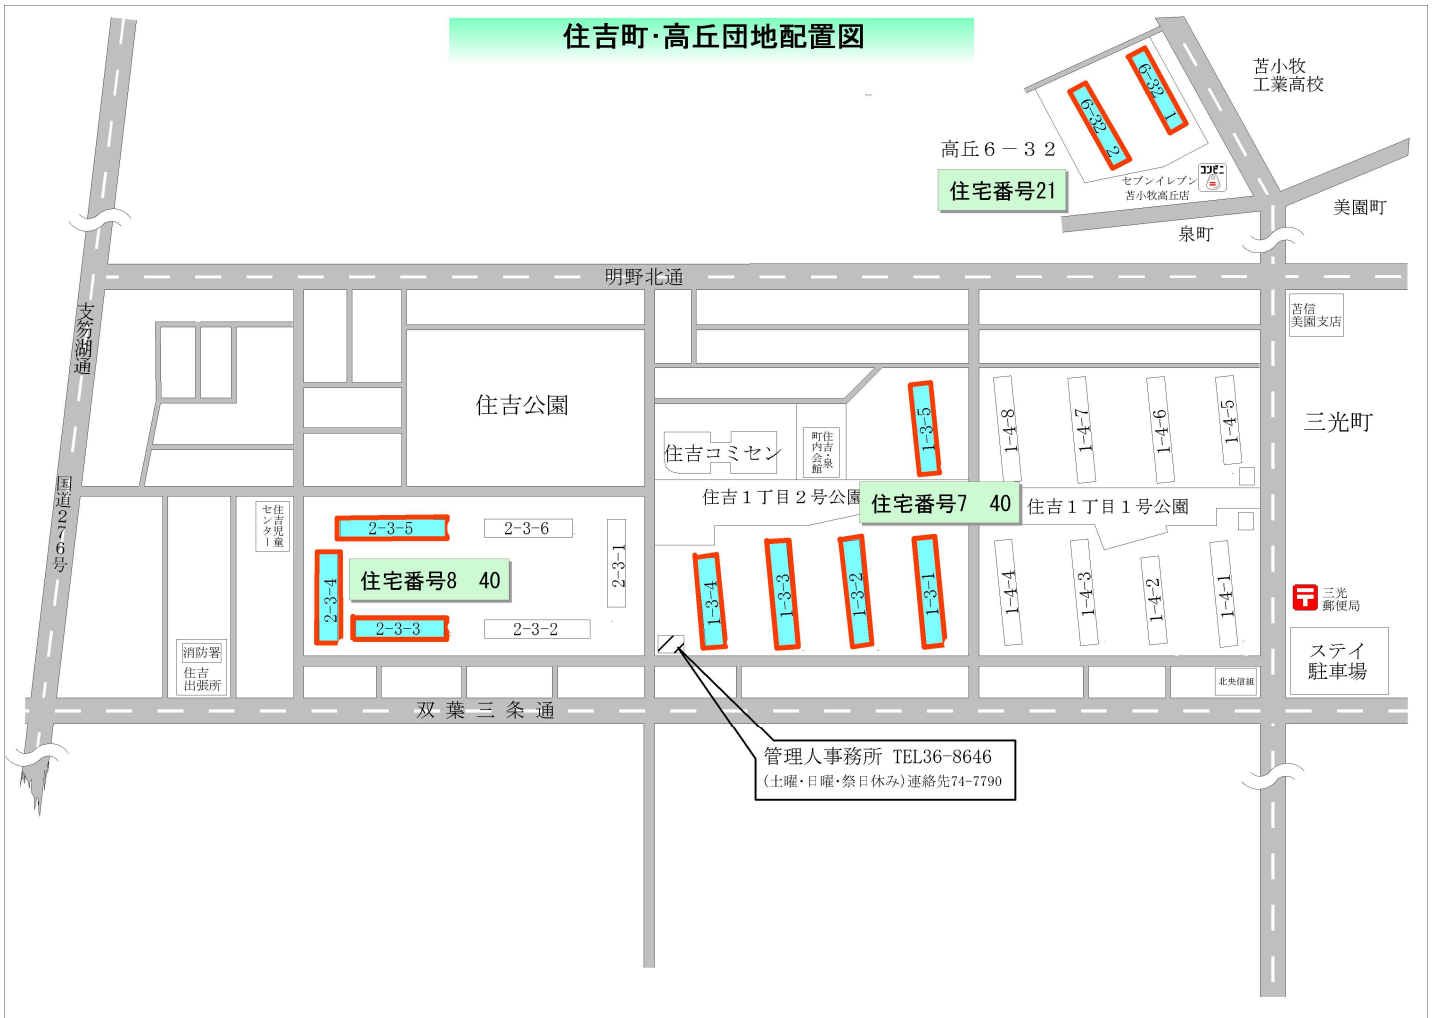 住吉町・高丘団地配置図
苫小牧
工業高校
6-32 1
6-32 2
高丘６－３２
住宅番号21
コンビニ
セブンイレブン
苫小牧高丘店
美園町
泉町
明野北通
支笏湖通
国道276号
苫信
美園支店
三光町
住吉公園
住吉コミセン
住吉・泉
町内会館
1-3-5
1-4-8
1-4-7
1-4-6
1-4-5
住吉１丁目２号公園
住宅番号7　40
住吉１丁目１号公園
住吉児童
センター
2-3-5
2-3-6
2-3-1
2-3-4
住宅番号8　40
2-3-3
2-3-2
1-3-4
1-3-3
1-3-2
1-3-1
1-4-4
1-4-3
1-4-2
1-4-1
三光
郵便局
ステイ
駐車場
消防署
住吉
出張所
北央信組
双葉三条通
管理人事務所 TEL36-8646
(土曜・日曜・祭日休み)連絡先74-7790